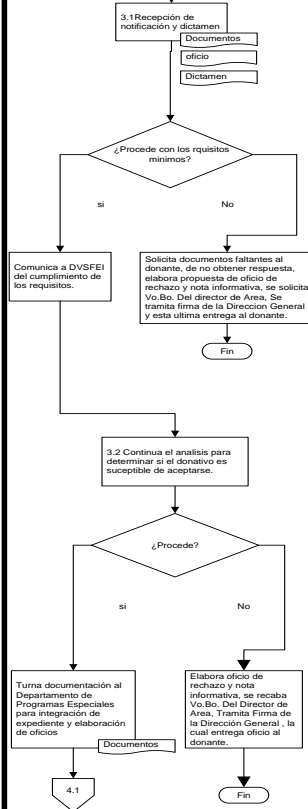 3.1Recepción de
notificación y dictamen
Documentos
oficio
Dictamen
¿Procede con los rquisitos
minimos?
si
No
Comunica a DVSFEI
del cumplimiento de
los requisitos.
Solicita documentos faltantes al
donante, de no obtener respuesta,
elabora propuesta de oficio de
rechazo y nota informativa, se solicita
Vo.Bo. Del director de Area, Se
tramita firma de la Direccion General
y esta ultima entrega al donante.
Fin
3.2 Continua el analisis para
determinar si el donativo es
suceptible de aceptarse.
¿Procede?
si
No
Turna documentación al
Departamento de
Programas Especiales
para integración de
expediente y elaboración
de oficios
Documentos
Elabora oficio de
rechazo y nota
informativa, se recaba
Vo.Bo. Del Director de
Area, Tramita Firma de
la Dirección General , la
cual entrega oficio al
donante.
4.1
Fin